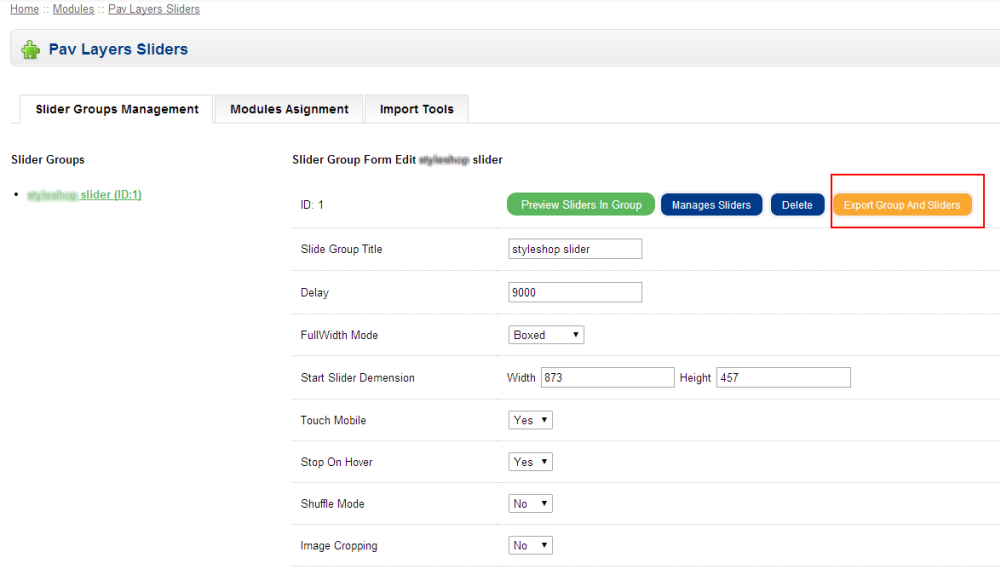 Home :: Modules :: Pav Layers Sliders
Pav Layers Sliders
Slider Groups Management Modules Asignment Import Tools
Slider Groups
slider (ID:1)
Slider Group Form Edit slider
ID: 1 Preview Sliders In Group Manages Sliders Delete Export Group And Sliders
Slide Group Title styleshop slider
Delay 9000
FullWidth Mode Boxed
Start Slider Demension Width 873 Height 457
Touch Mobile Yes
Stop On Hover Yes
Shuffle Mode No
Image Cropping No